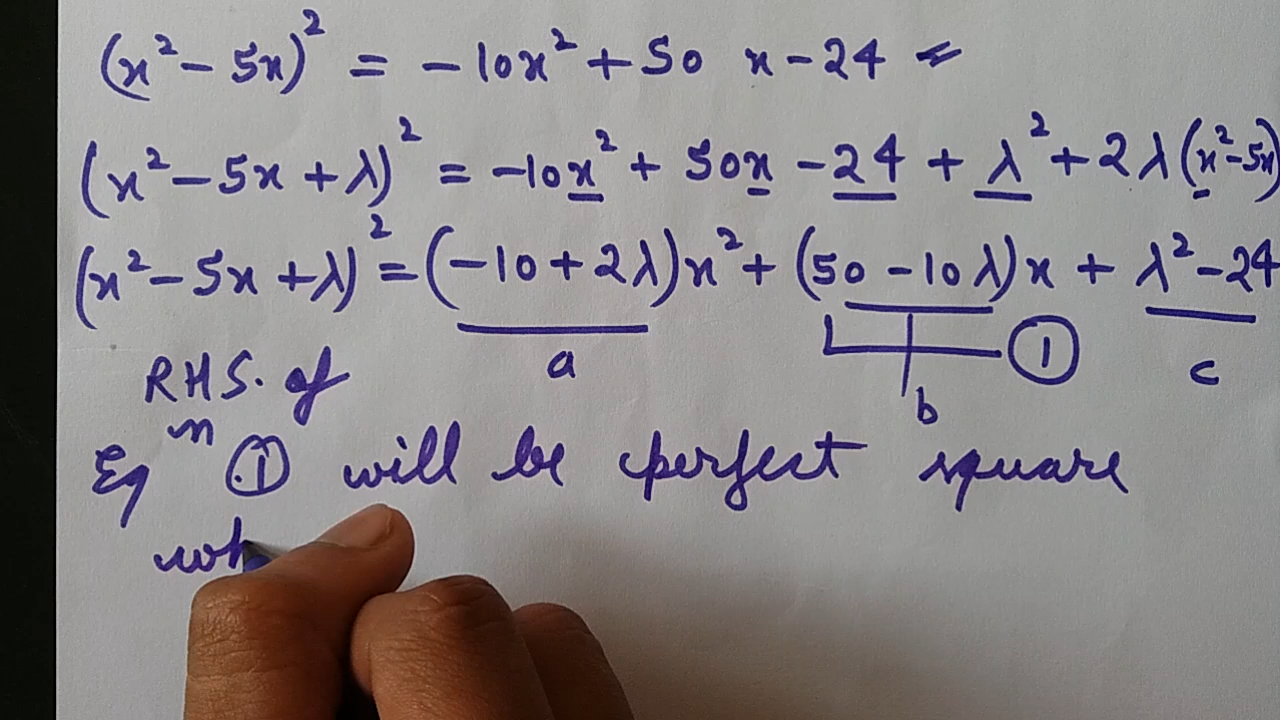 (x² - 5x)² = -10x² + 50 x - 24
(x² - 5x + λ)² = -10x² + 50x - 24 + λ² + 2λ(x² - 5x)
(x² - 5x + λ)² = (-10 + 2λ)x² + (50 - 10λ)x + λ² - 24
a b ① c
RHS. of
Eqⁿ ① will be perfect square
wh